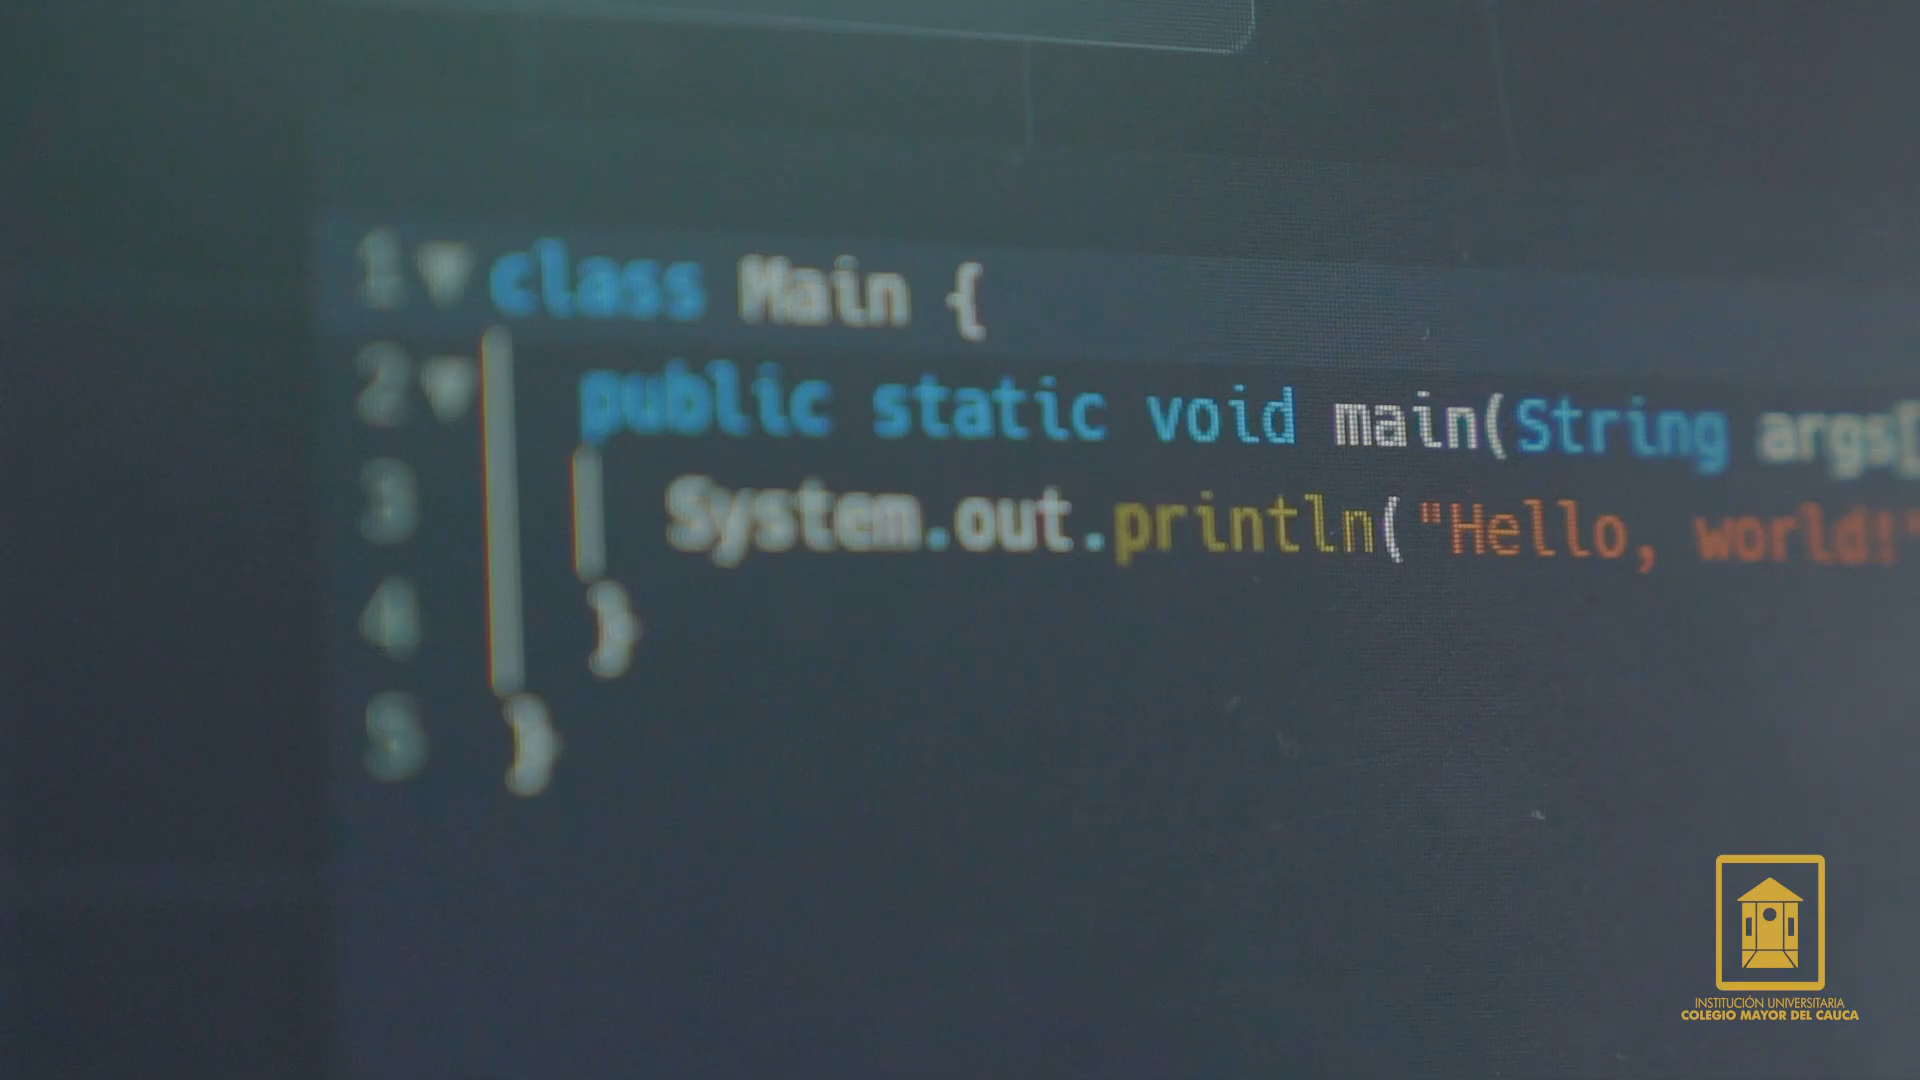 1 class Main {
2 public static void main(String args[
3 System.out.println("Hello, world!"
4 }
5 }
INSTITUCIÓN UNIVERSITARIA
COLEGIO MAYOR DEL CAUCA